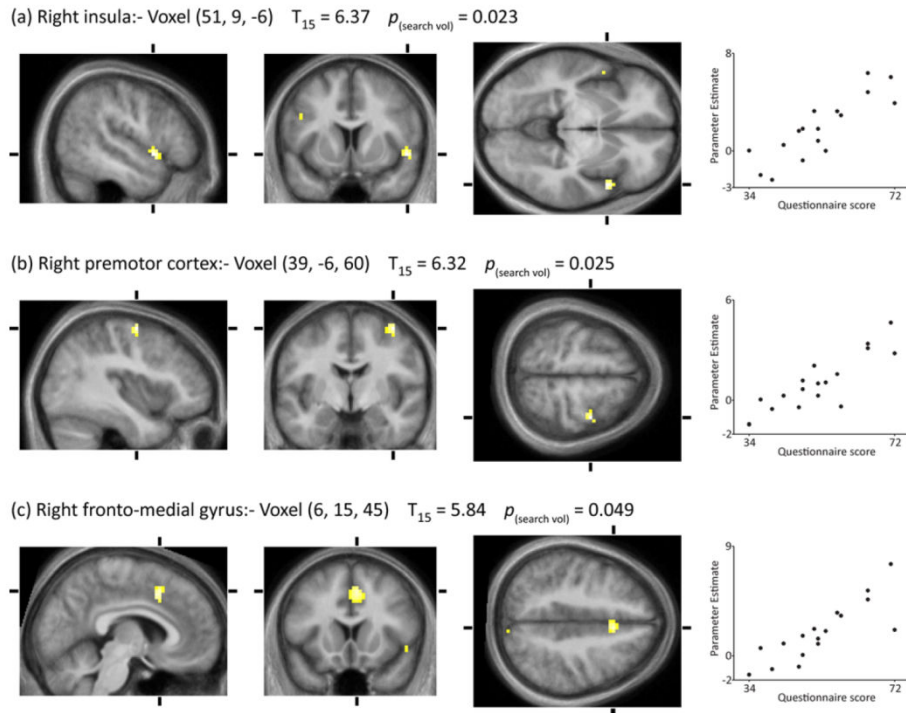 (a) Right insula:- Voxel (51, 9, -6) T15 = 6.37 p(search vol) = 0.023
8
Parameter Estimate
0
-3
34 72
Questionnaire score
(b) Right premotor cortex:- Voxel (39, -6, 60) T15 = 6.32 p(search vol) = 0.025
6
Parameter Estimate
0
-2
34 72
Questionnaire score
(c) Right fronto-medial gyrus:- Voxel (6, 15, 45) T15 = 5.84 p(search vol) = 0.049
9
Parameter Estimate
0
-2
34 72
Questionnaire score